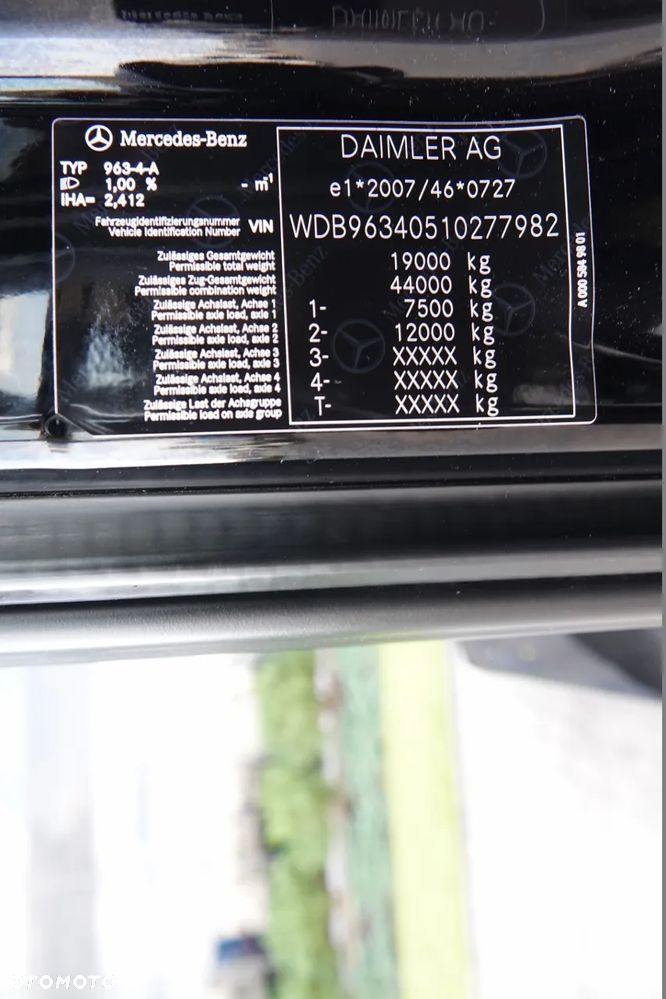 Mercedes-Benz
DAIMLER AG
TYP 963-4-A
1,00 % - m¹
IHA= 2,412
e1*2007/46*0727
Fahrzeugidentifizierungsnummer
Vehicle Identification Number VIN WDB96340510277982
Zulässiges Gesamtgewicht
Permissible total weight 19000 kg
Zulässiges Zug-Gesamtgewicht
Permissible combination weight 44000 kg
Zulässige Achslast, Achse 1
Permissible axle load, axle 1 1- 7500 kg
Zulässige Achslast, Achse 2
Permissible axle load, axle 2 2- 12000 kg
Zulässige Achslast, Achse 3
Permissible axle load, axle 3 3- XXXXX kg
Zulässige Achslast, Achse 4
Permissible axle load, axle 4 4- XXXXX kg
Zulässige Last der Achsgruppe
Permissible load on axle group T- XXXXX kg
A 000 584 98 01
OTOMOTO